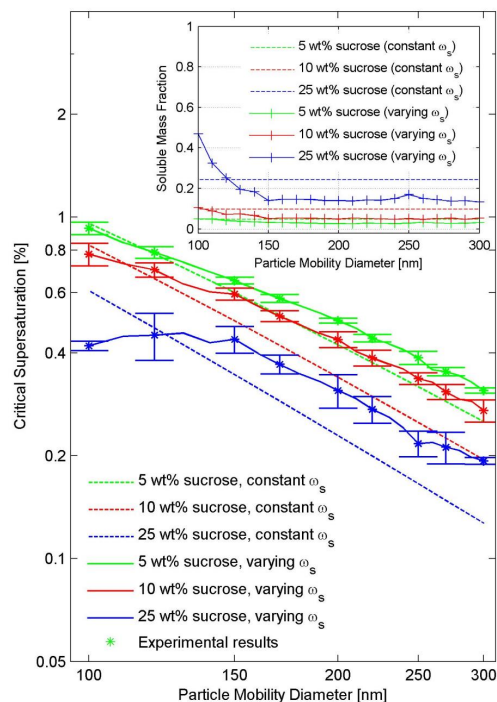 2
1
0.8
0.6
0.4
0.2
0.1
0.05
Critical Supersaturation [%]
100
150
200
250
300
Particle Mobility Diameter [nm]
5 wt% sucrose, constant ωs
10 wt% sucrose, constant ωs
25 wt% sucrose, constant ωs
5 wt% sucrose, varying ωs
10 wt% sucrose, varying ωs
25 wt% sucrose, varying ωs
Experimental results
1
0.8
0.6
0.4
0.2
0
Soluble Mass Fraction
5 wt% sucrose (constant ωs)
10 wt% sucrose (constant ωs)
25 wt% sucrose (constant ωs)
5 wt% sucrose (varying ωs)
10 wt% sucrose (varying ωs)
25 wt% sucrose (varying ωs)
100
150
200
250
300
Particle Mobility Diameter [nm]